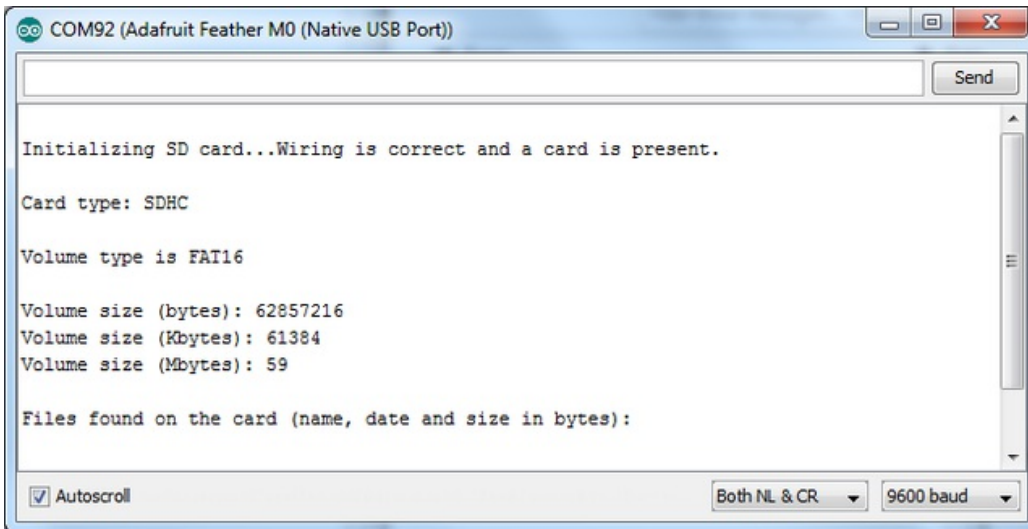 COM92 (Adafruit Feather M0 (Native USB Port))
Send
Initializing SD card...Wiring is correct and a card is present.
Card type: SDHC
Volume type is FAT16
Volume size (bytes): 62857216
Volume size (Kbytes): 61384
Volume size (Mbytes): 59
Files found on the card (name, date and size in bytes):
Autoscroll
Both NL & CR
9600 baud